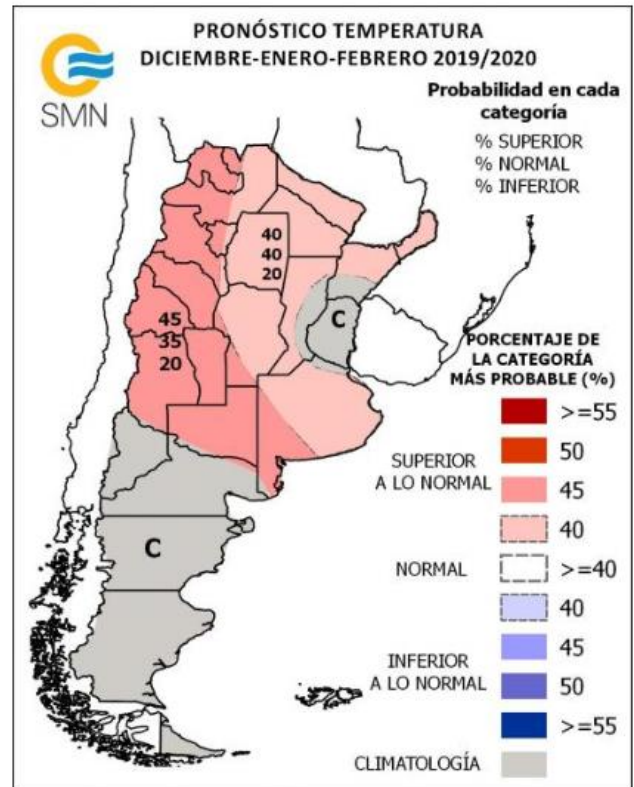 PRONÓSTICO TEMPERATURA
DICIEMBRE-ENERO-FEBRERO 2019/2020
SMN
Probabilidad en cada
categoría
% SUPERIOR
% NORMAL
% INFERIOR
40
40
20
45
35
20
C
C
PORCENTAJE DE
LA CATEGORÍA
MÁS PROBABLE (%)
>=55
50
SUPERIOR
A LO NORMAL
45
40
NORMAL
>=40
40
45
INFERIOR
A LO NORMAL
50
>=55
CLIMATOLOGÍA